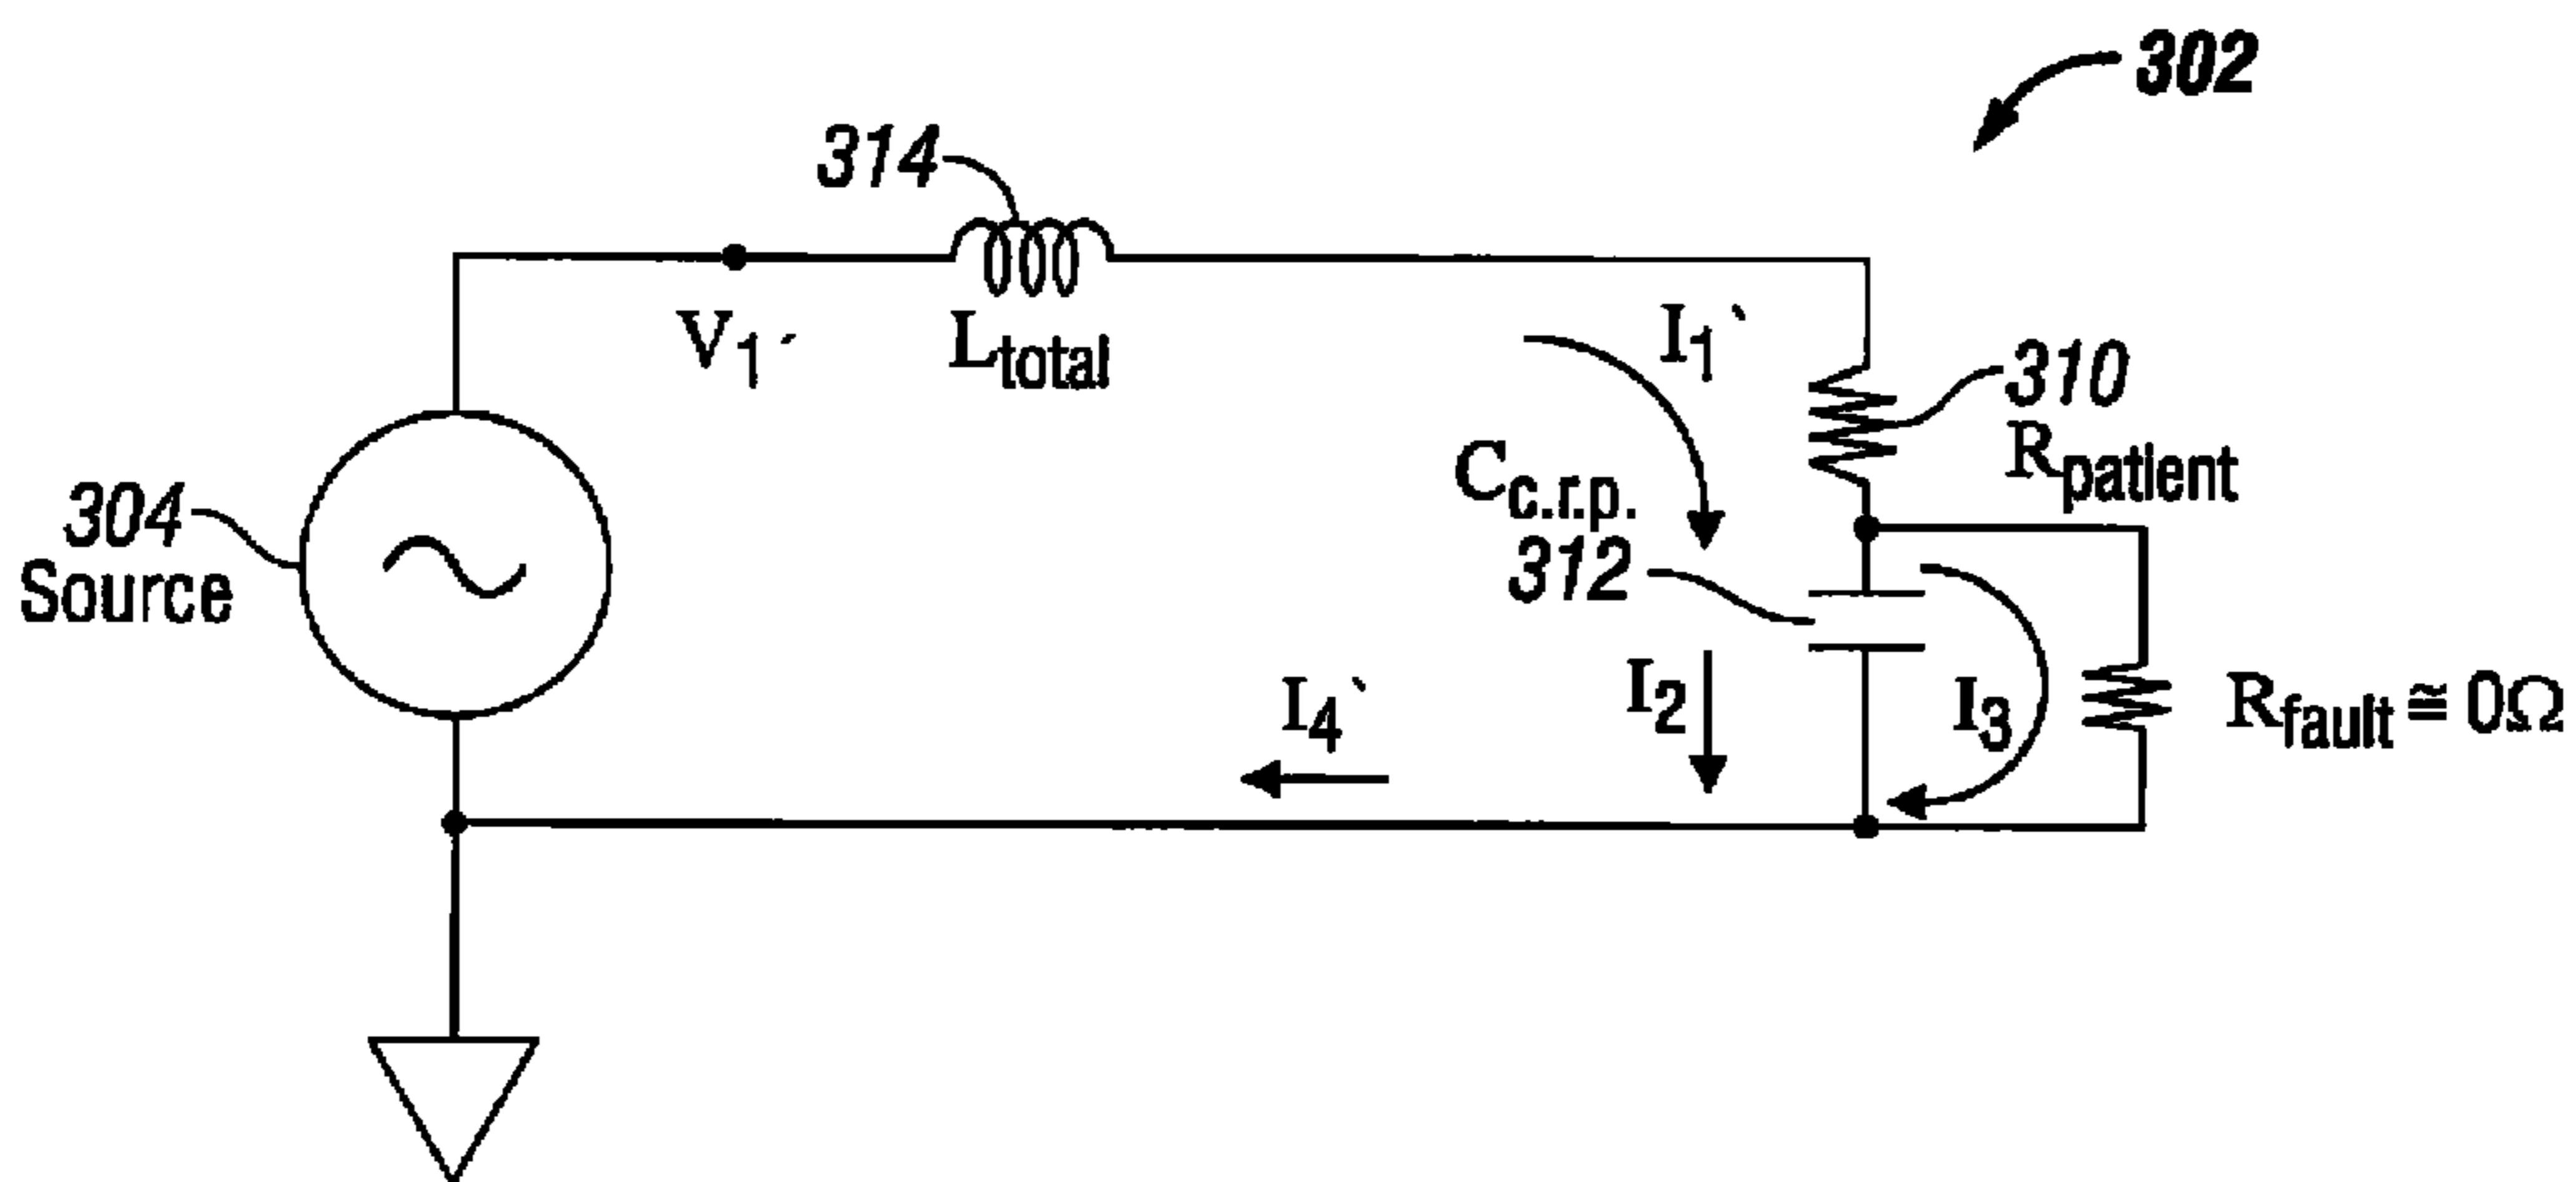 302
314
V1´
Ltotal
I1`
310
Rpatient
Cc.r.p.
312
304
Source
I4`
I2
I3
Rfault ≅ 0Ω